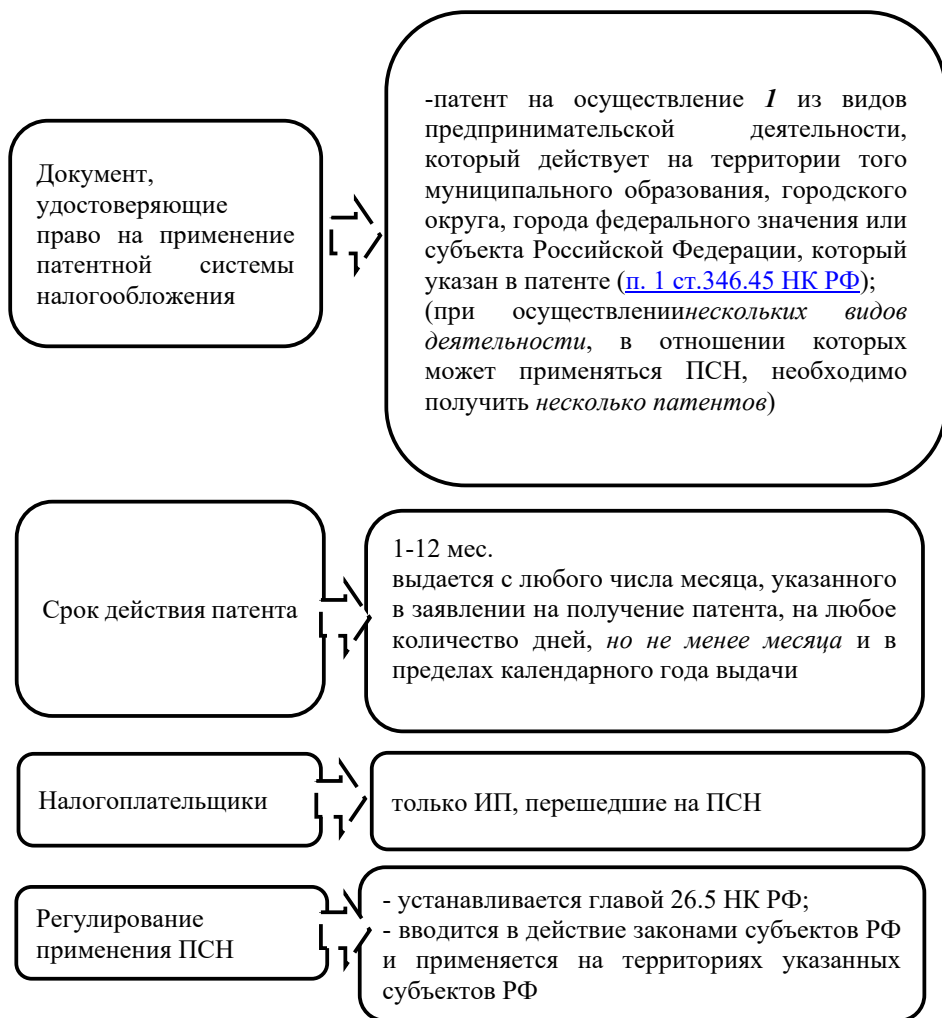 Документ,
удостоверяющие
право на применение
патентной системы
налогообложения
-патент на осуществление 1 из видов
предпринимательской деятельности,
который действует на территории того
муниципального образования, городского
округа, города федерального значения или
субъекта Российской Федерации, который
указан в патенте (п. 1 ст.346.45 НК РФ);
(при осуществлениинескольких видов
деятельности, в отношении которых
может применяться ПСН, необходимо
получить несколько патентов)
Срок действия патента
1-12 мес.
выдается с любого числа месяца, указанного
в заявлении на получение патента, на любое
количество дней, но не менее месяца и в
пределах календарного года выдачи
Налогоплательщики
только ИП, перешедшие на ПСН
Регулирование
применения ПСН
- устанавливается главой 26.5 НК РФ;
- вводится в действие законами субъектов РФ
и применяется на территориях указанных
субъектов РФ